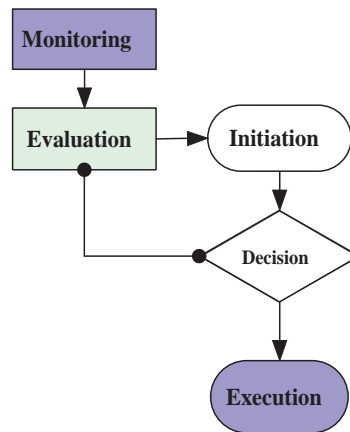 Monitoring
Evaluation
Initiation
Decision
Execution